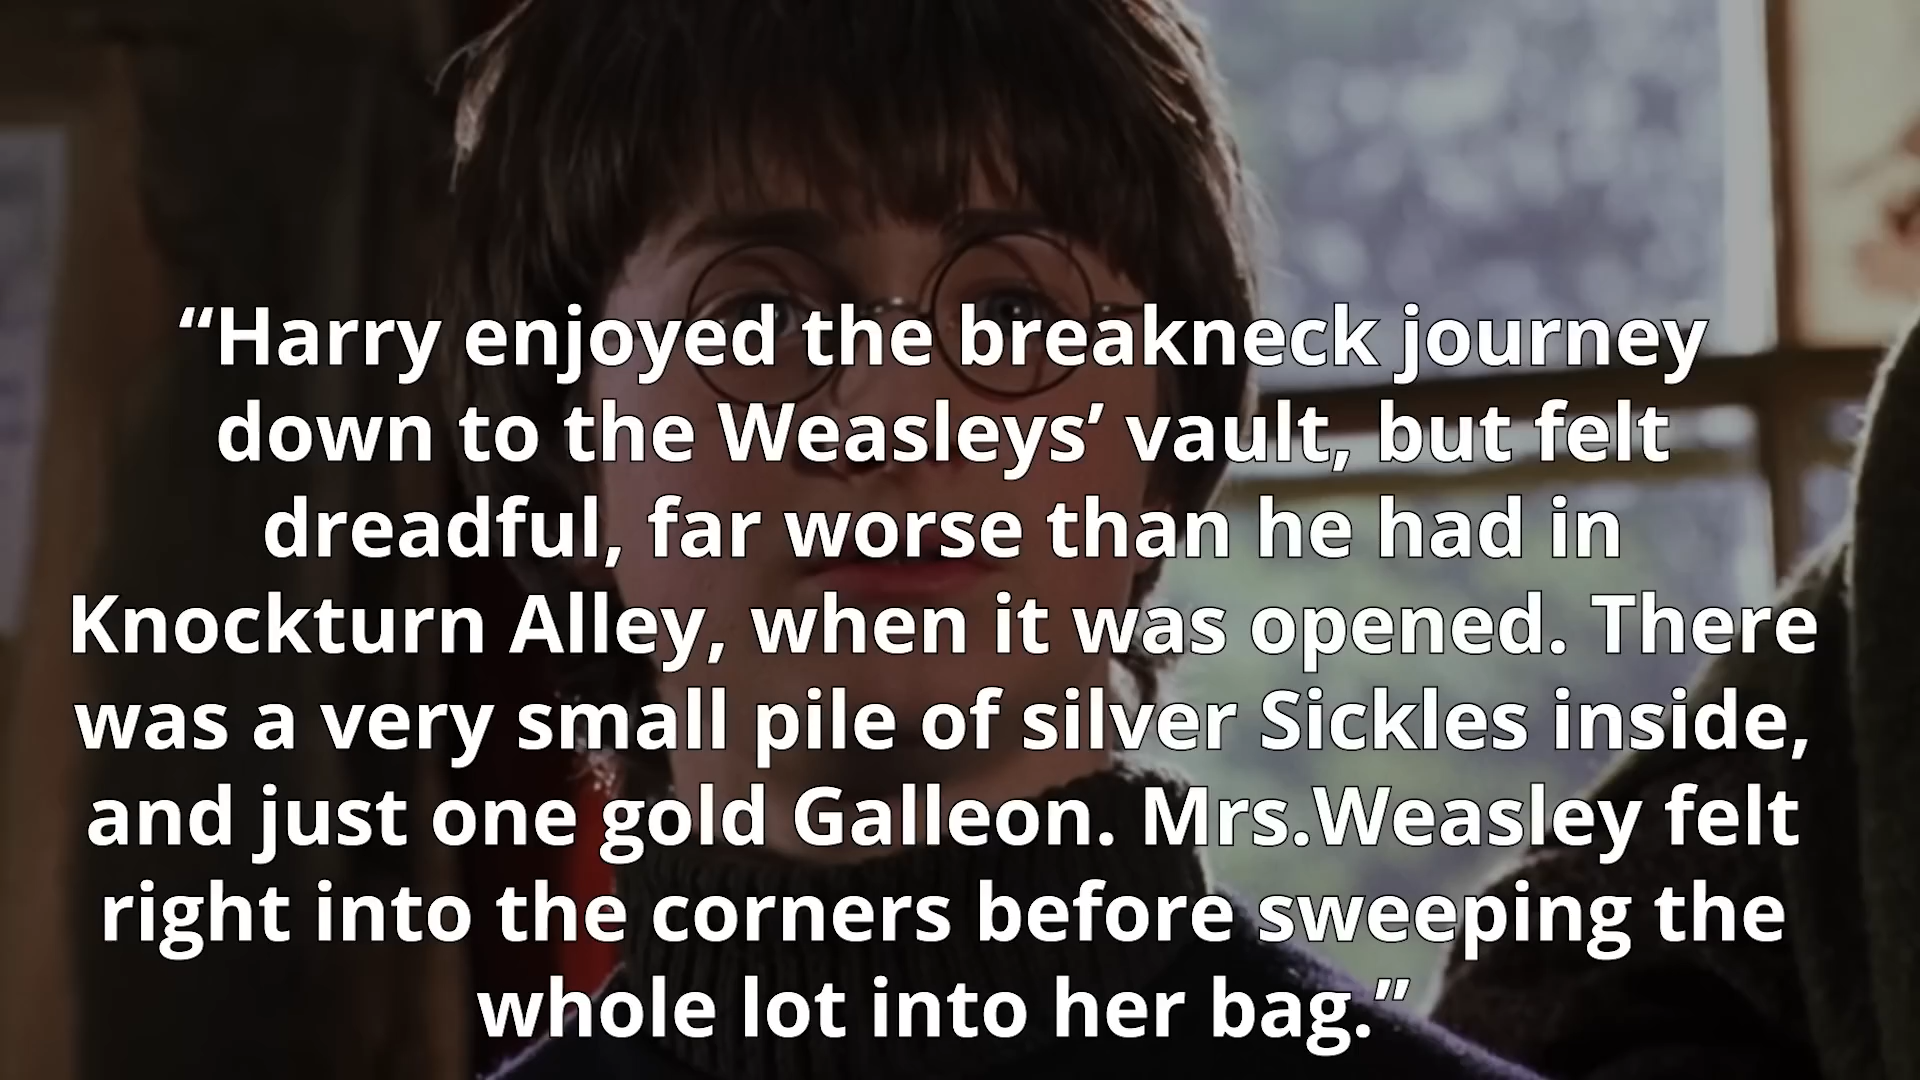 “Harry enjoyed the breakneck journey
down to the Weasleys’ vault, but felt
dreadful, far worse than he had in
Knockturn Alley, when it was opened. There
was a very small pile of silver Sickles inside,
and just one gold Galleon. Mrs.Weasley felt
right into the corners before sweeping the
whole lot into her bag.”